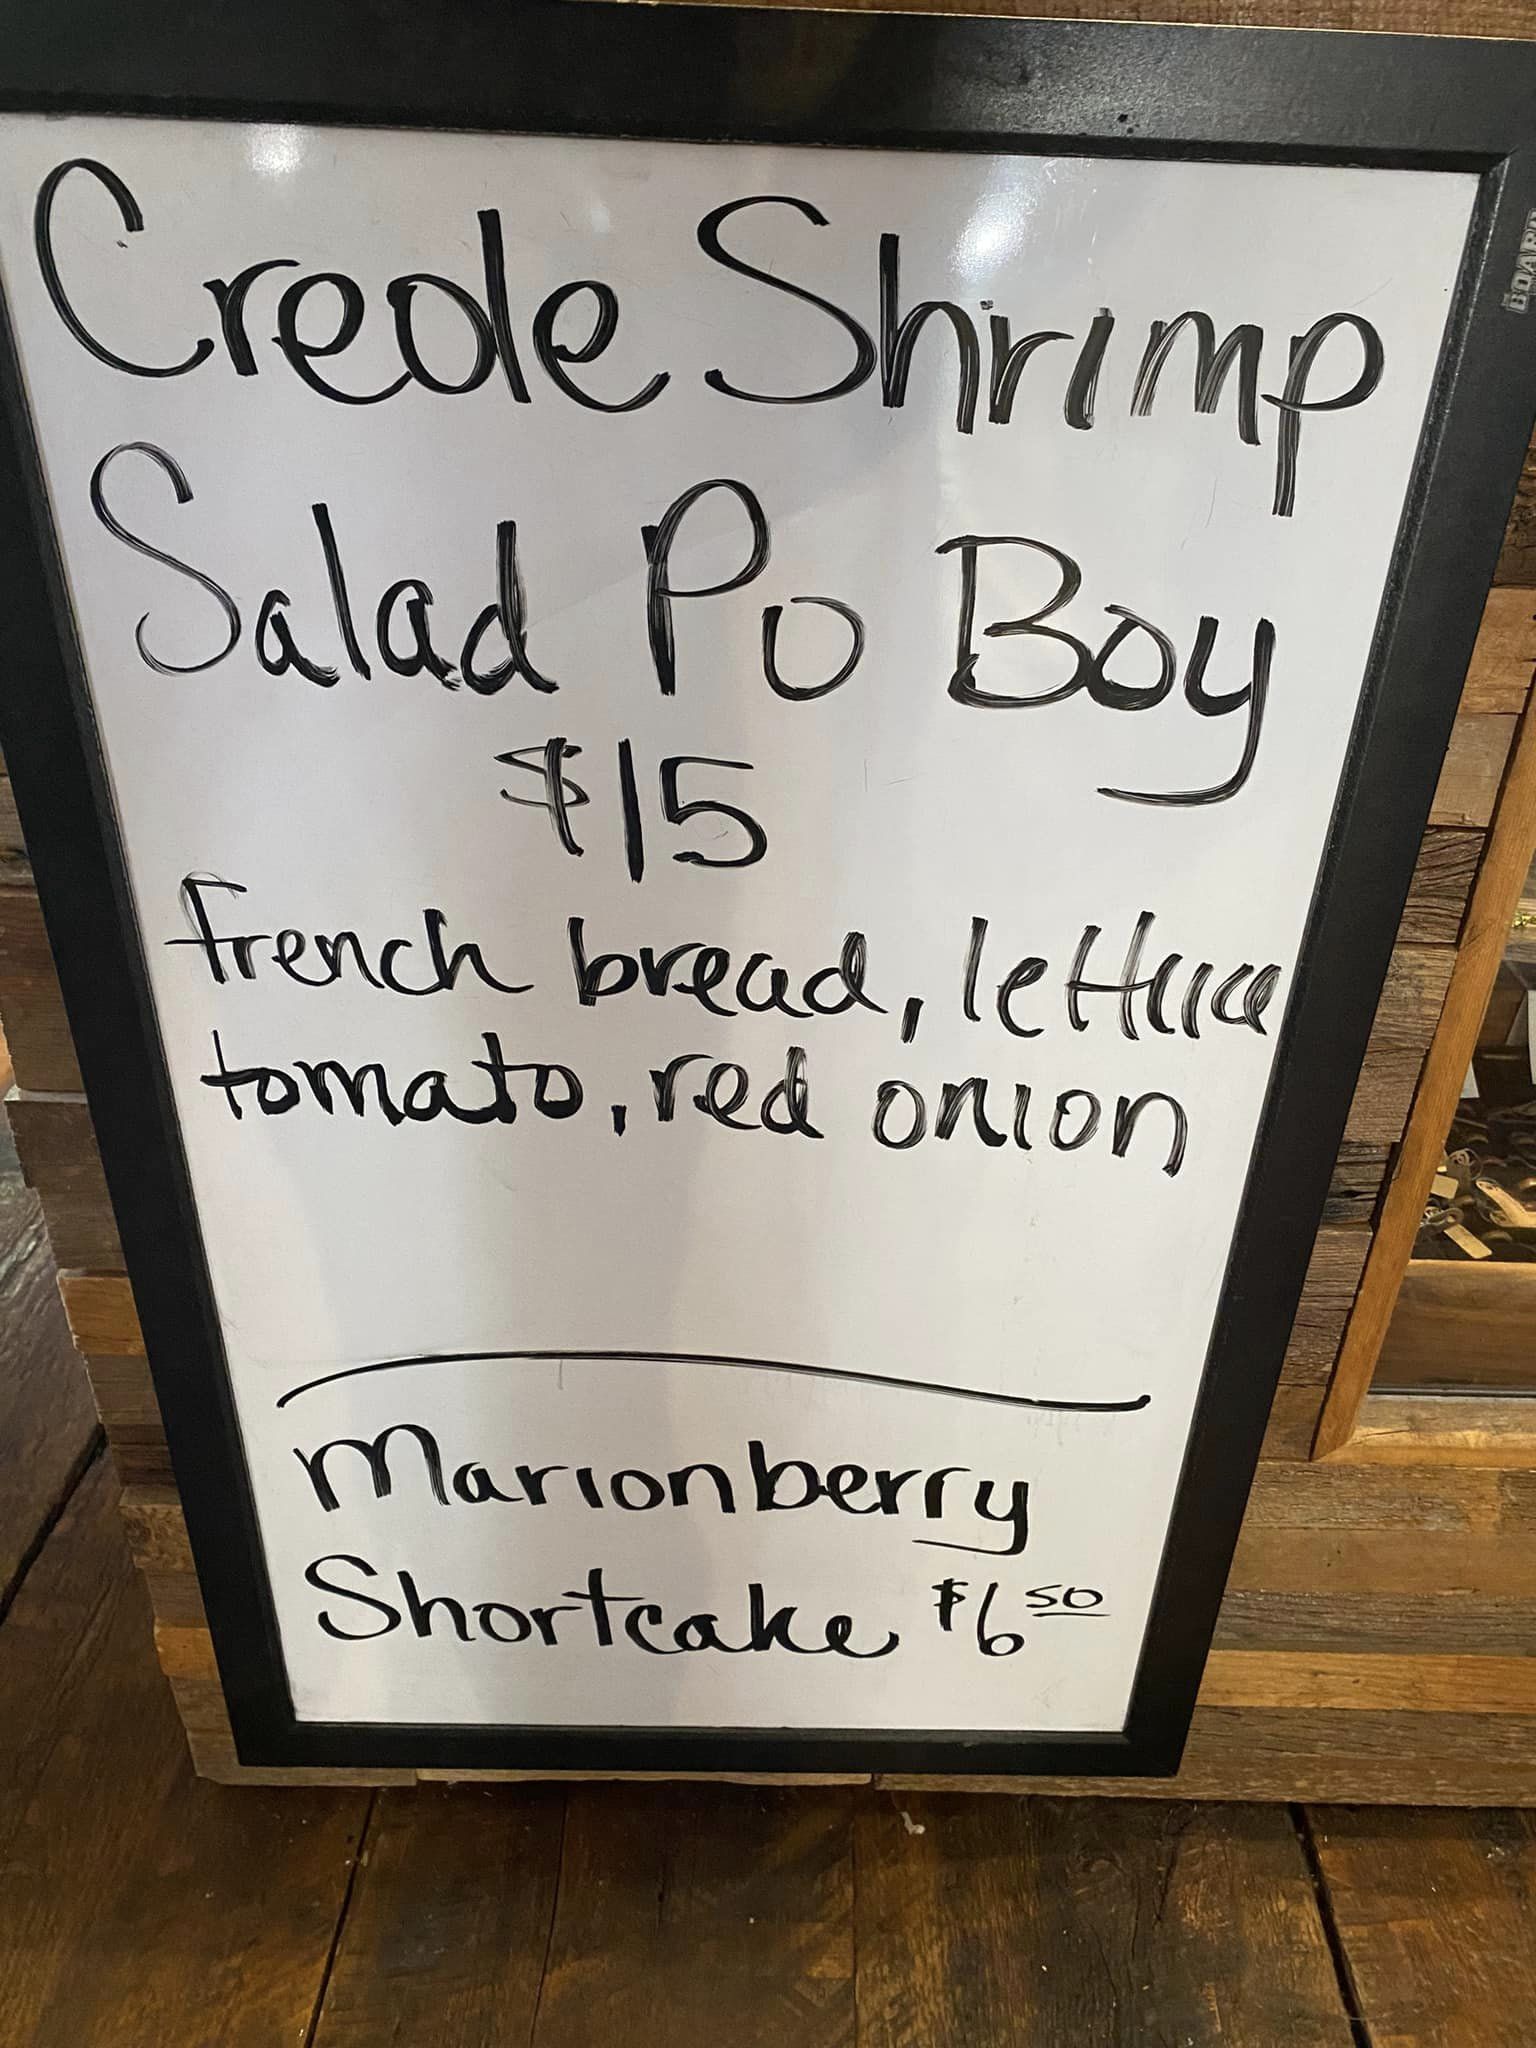 Creole Shrimp
Salad Po Boy
$15
French bread, lettuce
tomato, red onion
Marionberry
Shortcake $6 50